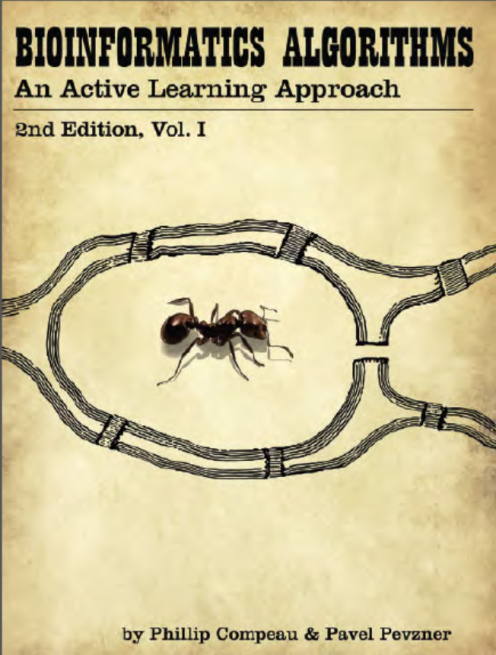 BIOINFORMATICS ALGORITHMS
An Active Learning Approach
2nd Edition, Vol. I
by Phillip Compeau & Pavel Pevzner